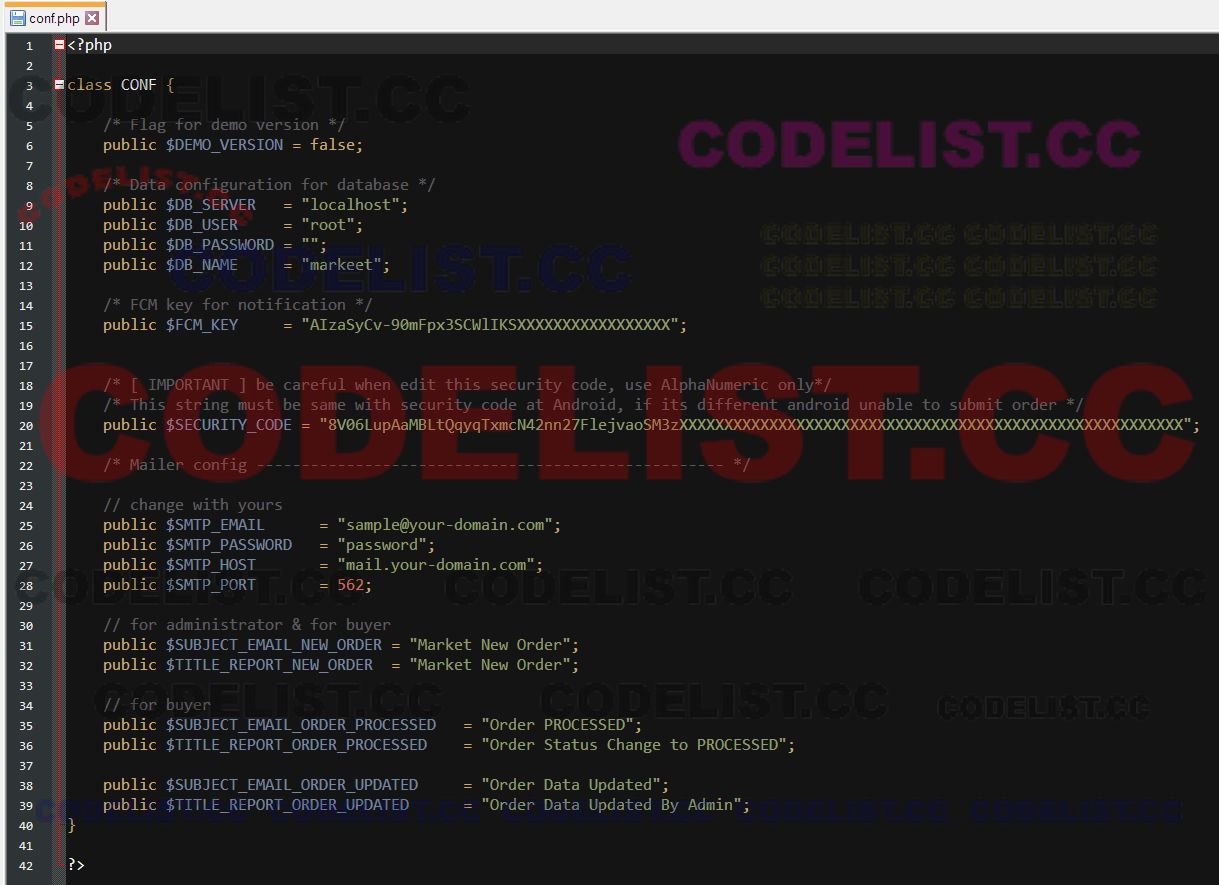 conf.php
1 <?php
2
3 class CONF {
4
5 /* Flag for demo version */
6 public $DEMO_VERSION = false;
7
8 /* Data configuration for database */
9 public $DB_SERVER = "localhost";
10 public $DB_USER = "root";
11 public $DB_PASSWORD = "";
12 public $DB_NAME = "markeet";
13
14 /* FCM key for notification */
15 public $FCM_KEY = "AIzaSyCv-90mFpx3SCWlIKSXXXXXXXXXXXXXXXXX";
16
17
18 /* [ IMPORTANT ] be careful when edit this security code, use AlphaNumeric only*/
19 /* This string must be same with security code at Android, if its different android unable to submit order */
20 public $SECURITY_CODE = "8V06LupAaMBLtQqyqTxmcN42nn27FlejvaoSM3zXXXXXXXXXXXXXXXXXXXXXXXXXXXXXXXXXXXXXXXXXXXXXXXXXXXXXXXX";
21
22 /* Mailer config ---------------------------------------------------- */
23
24 // change with yours
25 public $SMTP_EMAIL = "sample@your-domain.com";
26 public $SMTP_PASSWORD = "password";
27 public $SMTP_HOST = "mail.your-domain.com";
28 public $SMTP_PORT = 562;
29
30 // for administrator & for buyer
31 public $SUBJECT_EMAIL_NEW_ORDER = "Market New Order";
32 public $TITLE_REPORT_NEW_ORDER = "Market New Order";
33
34 // for buyer
35 public $SUBJECT_EMAIL_ORDER_PROCESSED = "Order PROCESSED";
36 public $TITLE_REPORT_ORDER_PROCESSED = "Order Status Change to PROCESSED";
37
38 public $SUBJECT_EMAIL_ORDER_UPDATED = "Order Data Updated";
39 public $TITLE_REPORT_ORDER_UPDATED = "Order Data Updated By Admin";
40 }
41
42 ?>
CODELIST.CC
CODELIST.CC
CODELIST.CC
CODELIST.CC CODELIST.CC
CODELIST.CC CODELIST.CC
CODELIST.CC CODELIST.CC
CODELIST.CC
CODELIST.CC
CODELIST.CC CODELIST.CC CODELIST.CC
CODELIST.CC CODELIST.CC CODELIST.CC
CODELIST.CC CODELIST.CC CODELIST.CC CODELIST.CC CODELIST.CC